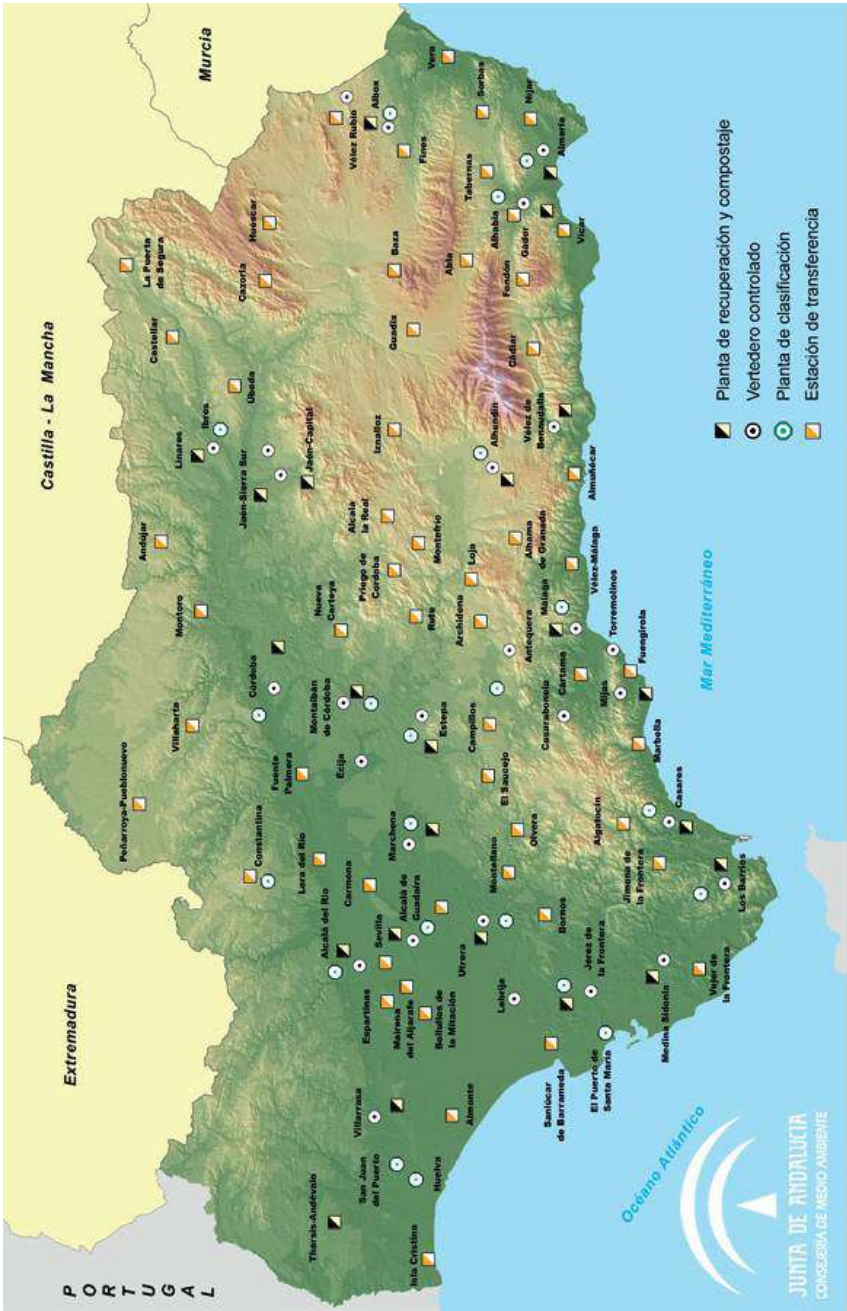 PORTUGAL
Extremadura
Castilla - La Mancha
Murcia
Peñarroya-Pueblonuevo
Villaharta
Montoro
Andújar
Linares
Ibros
Castellar
La Puerta
de Segura
Ubeda
Jaén-Sierra Sur
Jaén-Capital
Cazorla
Huescar
Vélez Rubio
Albox
Fines
Vera
Constantina
Lora del Río
Fuente
Palmera
Córdoba
Montalbán
de Córdoba
Nueva
Carteya
Priego de
Cordoba
Alcala
la Real
Montefrío
Iznalloz
Guadix
Baza
Tharsis-Andévalo
San Juan
del Puerto
Villarrasa
Espartinas
Mairena
del Aljarafe
Bollullos de
la Mitación
Alcalá del Río
Sevilla
Carmona
Alcalá de
Guadaira
Marchena
Ecija
Estepa
Rute
Isla Cristina
Huelva
Almonte
Lebrija
Utrera
Montellano
El Saucejo
Campillos
Archidona
Loja
Antequera
Alhama
de Granada
Alhendín
Abla
Tabernas
Sorbas
Alhabia
Gador
Níjar
Almería
Fondón
Cádiar
Vícar
Vélez de
Benaudalla
Almuñécar
Vélez-Málaga
Málaga
Torremolinos
Cártama
Casarabonela
Mijas
Fuengirola
Marbella
Olvera
Bornos
Algatocín
Casares
Jimena de
la Frontera
Los Barrios
Sanlúcar
de Barrameda
El Puerto de
Santa María
Jerez de
la Frontera
Medina Sidonia
Vejer de
la Frontera
Océano Atlántico
Mar Mediterráneo
Planta de recuperación y compostaje
Vertedero controlado
Planta de clasificación
Estación de transferencia
JUNTA DE ANDALUCIA
CONSEJERÍA DE MEDIO AMBIENTE